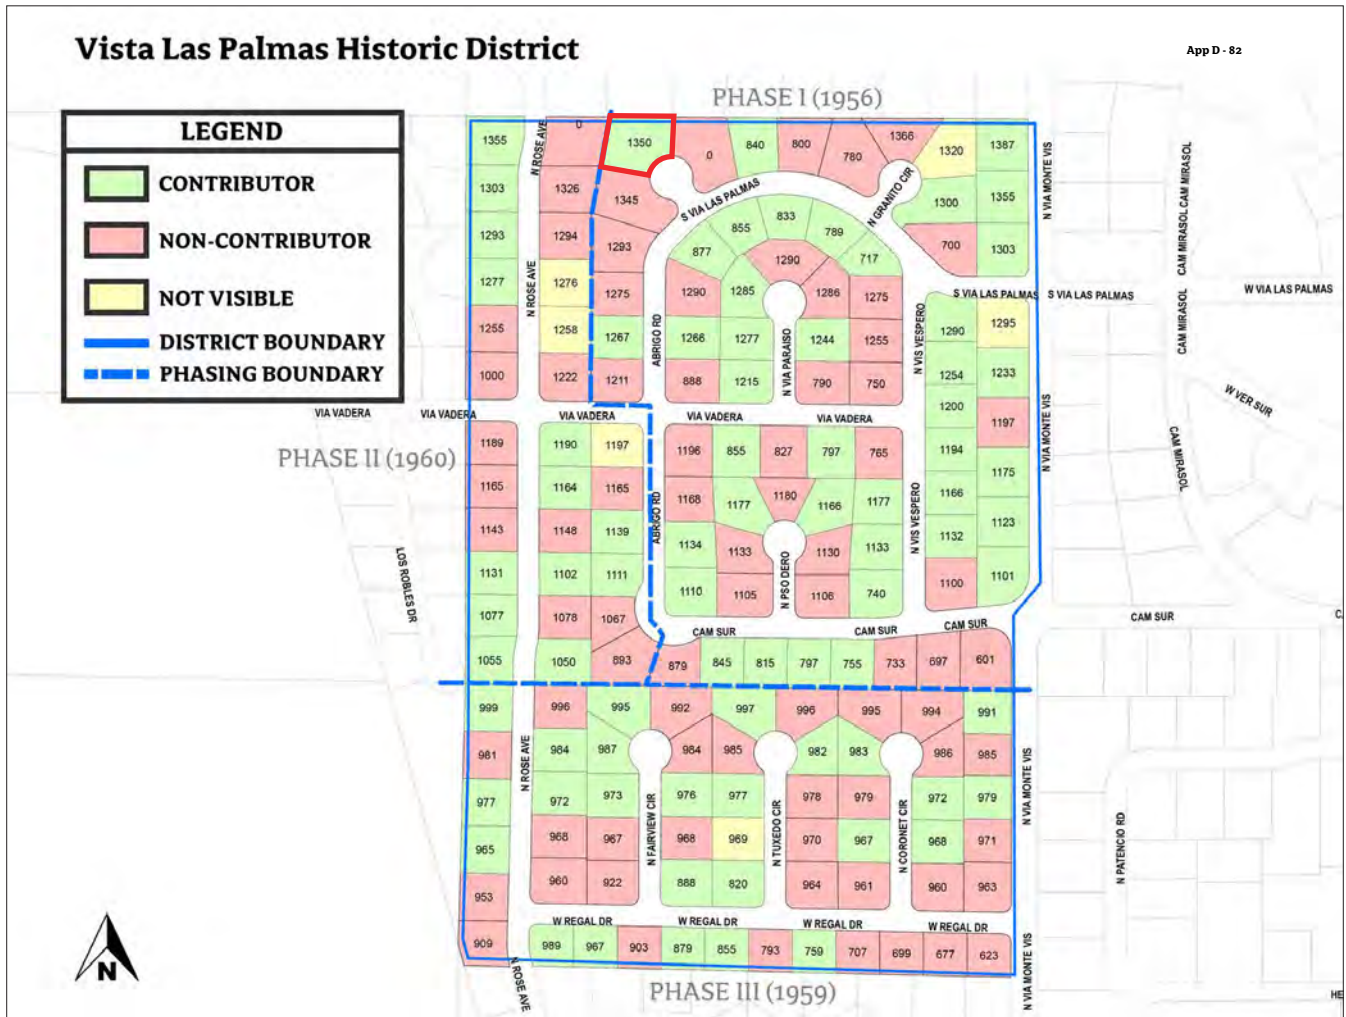 Vista Las Palmas Historic District
App D - 82
PHASE I (1956)
LEGEND
CONTRIBUTOR
NON-CONTRIBUTOR
NOT VISIBLE
DISTRICT BOUNDARY
PHASING BOUNDARY
1355
0
1350
0
840
800
780
1366
1320
1387
N ROSE AVE
N VIA MONTE VIS
CAM MIRASOL
CAM MIRASOL
1303
1326
1345
S VIA LAS PALMAS
N GRANITO CIR
1300
1355
1293
1294
1293
877
855
833
789
717
700
1303
1277
1276
1275
1290
1285
1290
1286
1275
N ROSE AVE
S VIA LAS PALMAS
S VIA LAS PALMAS
W VIA LAS PALMAS
1255
1258
1267
ABRIGO RD
1266
1277
N VIA PARAISO
1244
1255
N VIS VESPERO
1290
1295
CAM MIRASOL
1000
1222
1211
888
1215
790
750
1254
1233
W VER SUR
VIA VADERA
VIA VADERA
VIA VADERA
VIA VADERA
VIA VADERA
1200
1197
N VIA MONTE VIS
PHASE II (1960)
1189
1190
1197
1196
855
827
797
765
1194
1175
CAM MIRASOL
1165
1164
1165
ABRIGO RD
1168
1177
1180
1166
1177
N VIS VESPERO
1166
1123
1143
1148
1139
1134
1133
1130
1133
1132
LOS ROBLES DR
1131
1102
1111
1110
1105
N PSO DERO
1106
740
1100
1101
1077
1078
1067
CAM SUR
CAM SUR
CAM SUR
CAM SUR
1055
1050
893
879
845
815
797
755
733
697
601
999
996
995
992
997
996
995
994
991
981
984
987
984
985
982
983
986
985
N ROSE AVE
N VIA MONTE VIS
977
972
973
N FAIRVIEW CIR
976
977
N TUXEDO CIR
978
979
N CORONET CIR
972
979
965
968
967
968
969
970
967
968
971
N PATENCIO RD
953
960
922
888
820
964
961
960
963
W REGAL DR
W REGAL DR
W REGAL DR
W REGAL DR
909
989
967
903
879
855
793
759
707
699
677
623
N ROSE AVE
N VIA MONTE VIS
PHASE III (1959)
HE
N